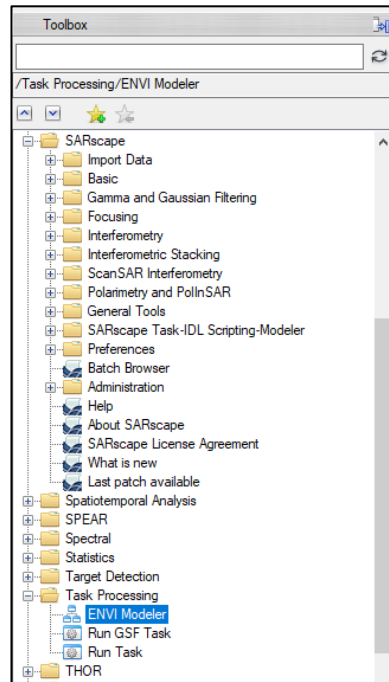 Toolbox
/Task Processing/ENVI Modeler
SARscape
Import Data
Basic
Gamma and Gaussian Filtering
Focusing
Interferometry
Interferometric Stacking
ScanSAR Interferometry
Polarimetry and PolInSAR
General Tools
SARscape Task-IDL Scripting-Modeler
Preferences
Batch Browser
Administration
Help
About SARscape
SARscape License Agreement
What is new
Last patch available
Spatiotemporal Analysis
SPEAR
Spectral
Statistics
Target Detection
Task Processing
ENVI Modeler
Run GSF Task
Run Task
THOR